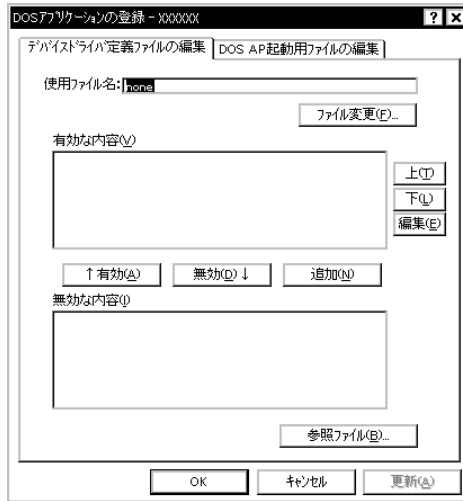 DOSｱﾌﾟﾘｹｰｼｮﾝの登録 - XXXXXX
ﾃﾞﾊﾞｲｽﾄﾞﾗｲﾊﾞ定義ﾌｧｲﾙの編集 DOS AP起動用ﾌｧｲﾙの編集
使用ﾌｧｲﾙ名: none
ﾌｧｲﾙ変更(F)...
有効な内容(V)
上(T)
下(L)
編集(E)
↑有効(A) 無効(D)↓ 追加(N)
無効な内容(I)
参照ﾌｧｲﾙ(B)...
OK ｷｬﾝｾﾙ 更新(A)